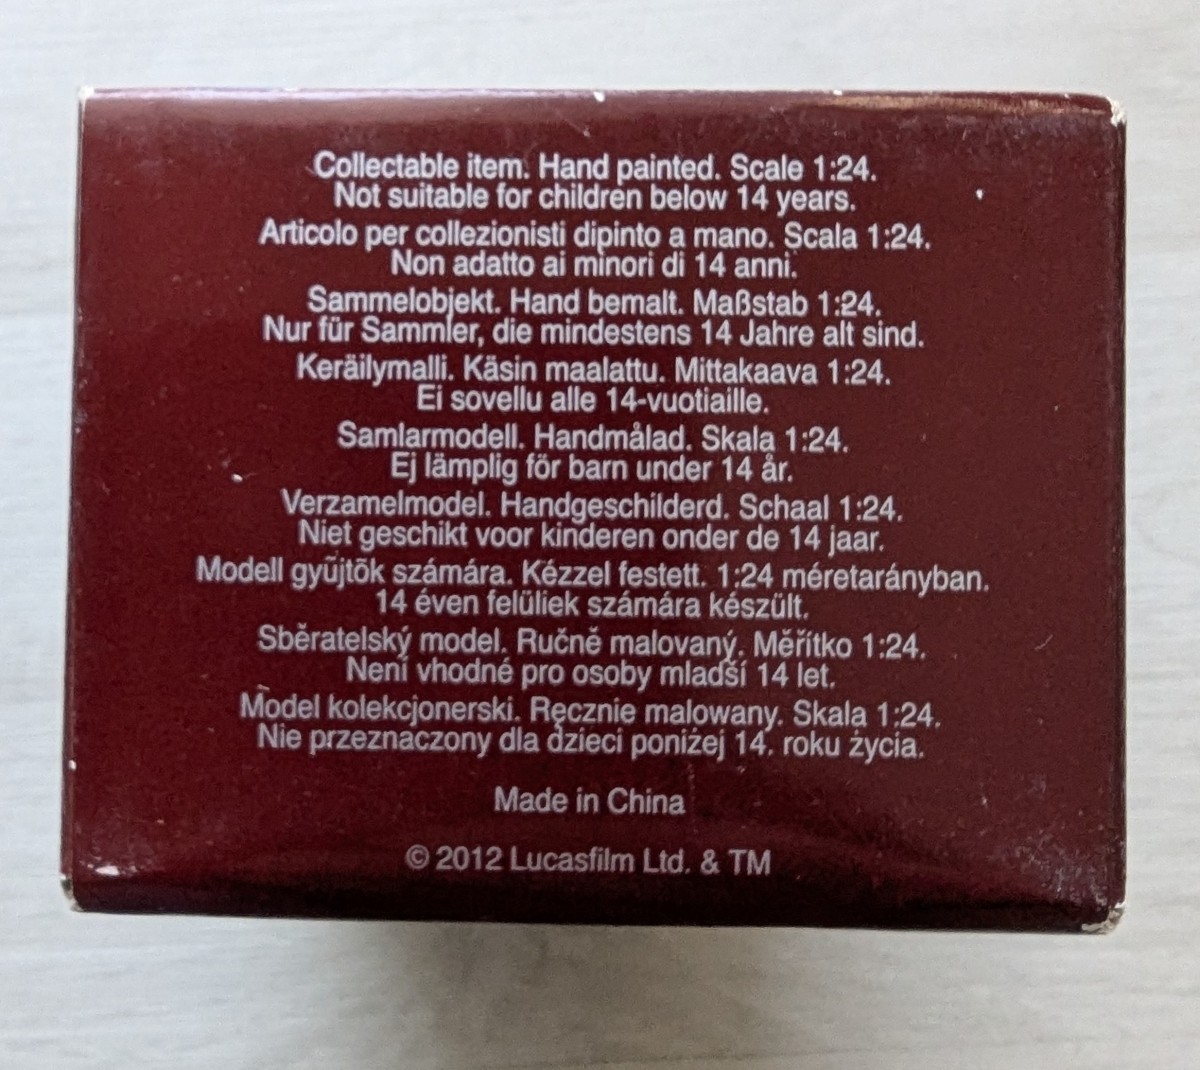 Collectable item. Hand painted. Scale 1:24.
Not suitable for children below 14 years.
Articolo per collezionisti dipinto a mano. Scala 1:24.
Non adatto ai minori di 14 anni.
Sammelobjekt. Hand bemalt. Maßstab 1:24.
Nur für Sammler, die mindestens 14 Jahre alt sind.
Keräilymalli. Käsin maalattu. Mittakaava 1:24.
Ei sovellu alle 14-vuotiaille.
Samlarmodell. Handmålad. Skala 1:24.
Ej lämplig för barn under 14 år.
Verzamelmodel. Handgeschilderd. Schaal 1:24.
Niet geschikt voor kinderen onder de 14 jaar.
Modell gyũjtõk számára. Kézzel festett. 1:24 méretarányban.
14 éven felüliek számára készült.
Sběratelský model. Ručně malovaný. Měřítko 1:24.
Není vhodné pro osoby mladší 14 let.
Model kolekcjonerski. Ręcznie malowany. Skala 1:24.
Nie przeznaczony dla dzieci poniżej 14. roku życia.
Made in China
© 2012 Lucasfilm Ltd. & TM